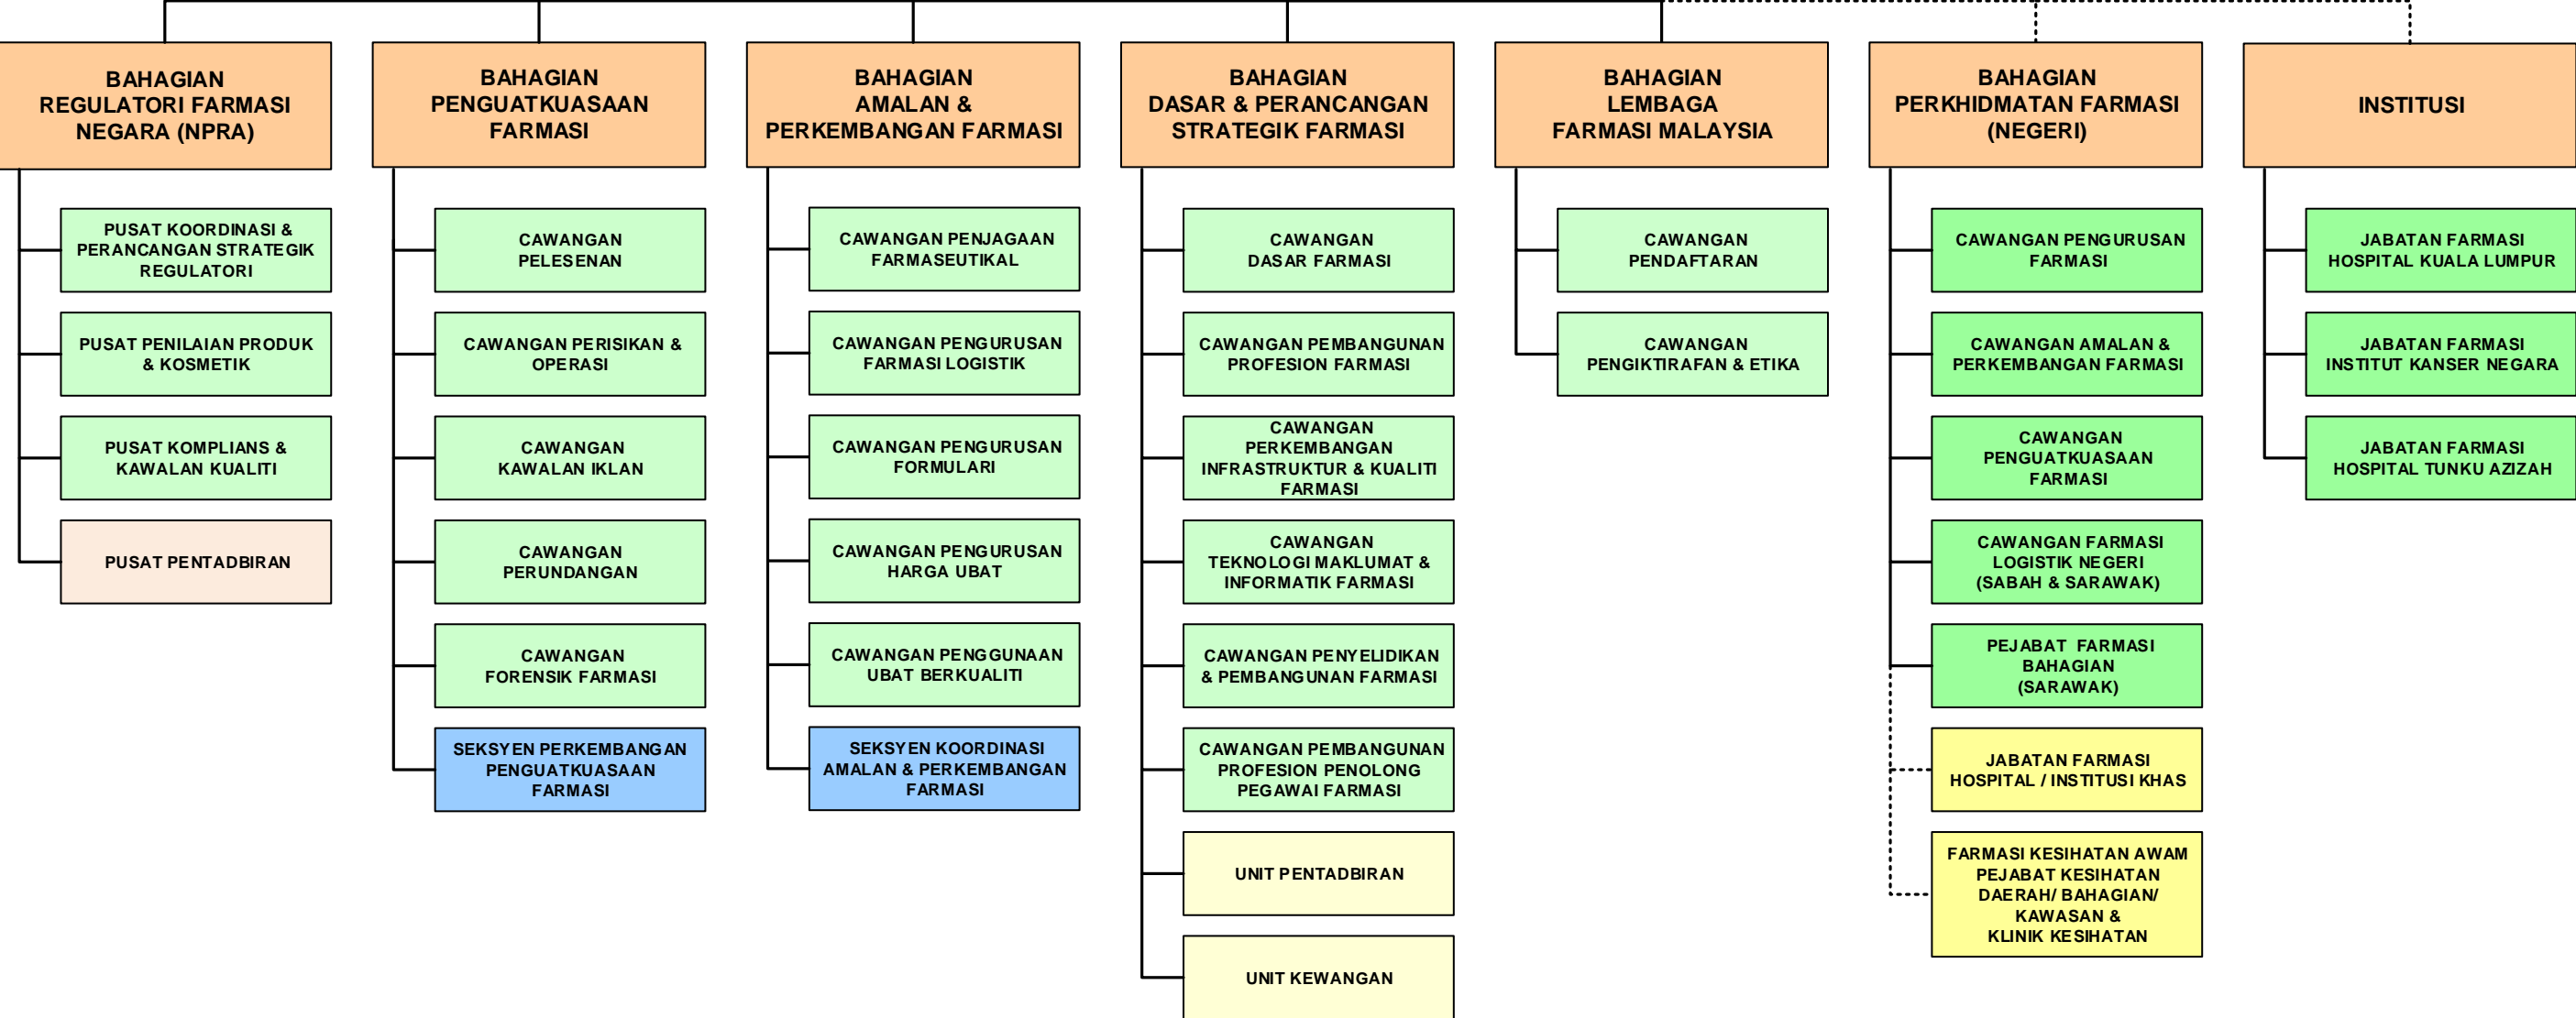 BAHAGIAN
REGULATORI FARMASI
NEGARA (NPRA)
PUSAT KOORDINASI &
PERANCANGAN STRATEGIK
REGULATORI
PUSAT PENILAIAN PRODUK
& KOSMETIK
PUSAT KOMPLIANS &
KAWALAN KUALITI
PUSAT PENTADBIRAN
BAHAGIAN
PENGUATKUASAAN
FARMASI
CAWANGAN
PELESENAN
CAWANGAN PERISIKAN &
OPERASI
CAWANGAN
KAWALAN IKLAN
CAWANGAN
PERUNDANGAN
CAWANGAN
FORENSIK FARMASI
SEKSYEN PERKEMBANGAN
PENGUATKUASAAN
FARMASI
BAHAGIAN
AMALAN &
PERKEMBANGAN FARMASI
CAWANGAN PENJAGAAN
FARMASEUTIKAL
CAWANGAN PENGURUSAN
FARMASI LOGISTIK
CAWANGAN PENGURUSAN
FORMULARI
CAWANGAN PENGURUSAN
HARGA UBAT
CAWANGAN PENGGUNAAN
UBAT BERKUALITI
SEKSYEN KOORDINASI
AMALAN & PERKEMBANGAN
FARMASI
BAHAGIAN
DASAR & PERANCANGAN
STRATEGIK FARMASI
CAWANGAN
DASAR FARMASI
CAWANGAN PEMBANGUNAN
PROFESION FARMASI
CAWANGAN
PERKEMBANGAN
INFRASTRUKTUR & KUALITI
FARMASI
CAWANGAN
TEKNOLOGI MAKLUMAT &
INFORMATIK FARMASI
CAWANGAN PENYELIDIKAN
& PEMBANGUNAN FARMASI
CAWANGAN PEMBANGUNAN
PROFESION PENOLONG
PEGAWAI FARMASI
UNIT PENTADBIRAN
UNIT KEWANGAN
BAHAGIAN
LEMBAGA
FARMASI MALAYSIA
CAWANGAN
PENDAFTARAN
CAWANGAN
PENGIKTIRAFAN & ETIKA
BAHAGIAN
PERKHIDMATAN FARMASI
(NEGERI)
CAWANGAN PENGURUSAN
FARMASI
CAWANGAN AMALAN &
PERKEMBANGAN FARMASI
CAWANGAN
PENGUATKUASAAN
FARMASI
CAWANGAN FARMASI
LOGISTIK NEGERI
(SABAH & SARAWAK)
PEJABAT FARMASI
BAHAGIAN
(SARAWAK)
JABATAN FARMASI
HOSPITAL / INSTITUSI KHAS
FARMASI KESIHATAN AWAM
PEJABAT KESIHATAN
DAERAH/ BAHAGIAN/
KAWASAN &
KLINIK KESIHATAN
INSTITUSI
JABATAN FARMASI
HOSPITAL KUALA LUMPUR
JABATAN FARMASI
INSTITUT KANSER NEGARA
JABATAN FARMASI
HOSPITAL TUNKU AZIZAH